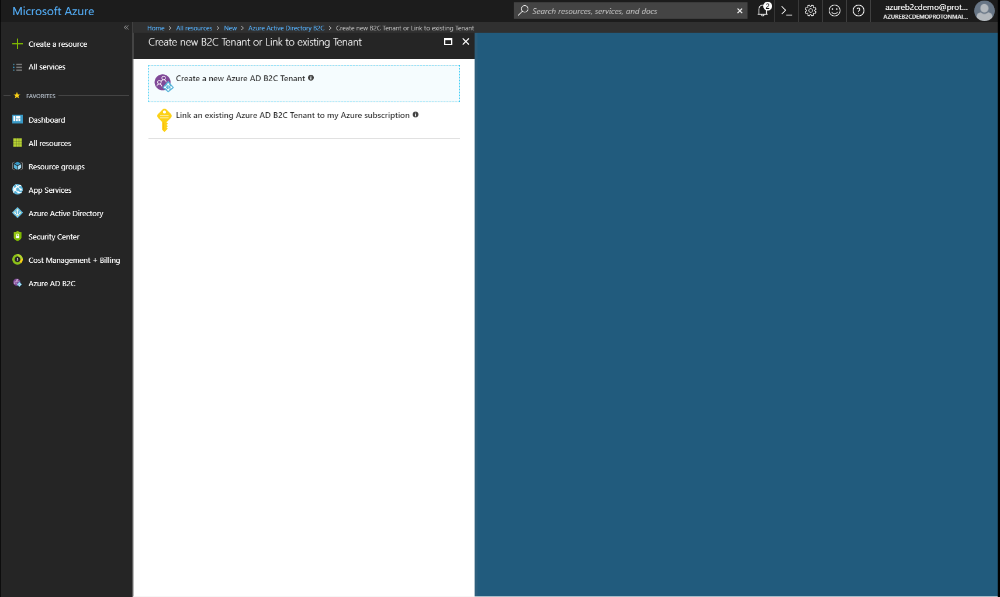 Microsoft Azure
Search resources, services, and docs
2
azureb2cdemo@prot...
AZUREB2CDEMOPROTONMAI...
Home > All resources > New > Azure Active Directory B2C > Create new B2C Tenant or Link to existing Tenant
Create a resource
All services
FAVORITES
Dashboard
All resources
Resource groups
App Services
Azure Active Directory
Security Center
Cost Management + Billing
Azure AD B2C
Create new B2C Tenant or Link to existing Tenant
Create a new Azure AD B2C Tenant
Link an existing Azure AD B2C Tenant to my Azure subscription